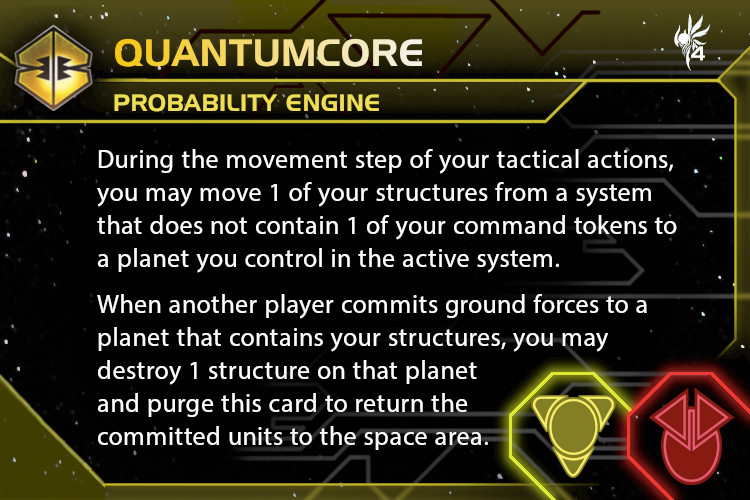 QUANTUMCORE
4
PROBABILITY ENGINE
During the movement step of your tactical actions,
you may move 1 of your structures from a system
that does not contain 1 of your command tokens to
a planet you control in the active system.
When another player commits ground forces to a
planet that contains your structures, you may
destroy 1 structure on that planet
and purge this card to return the
committed units to the space area.